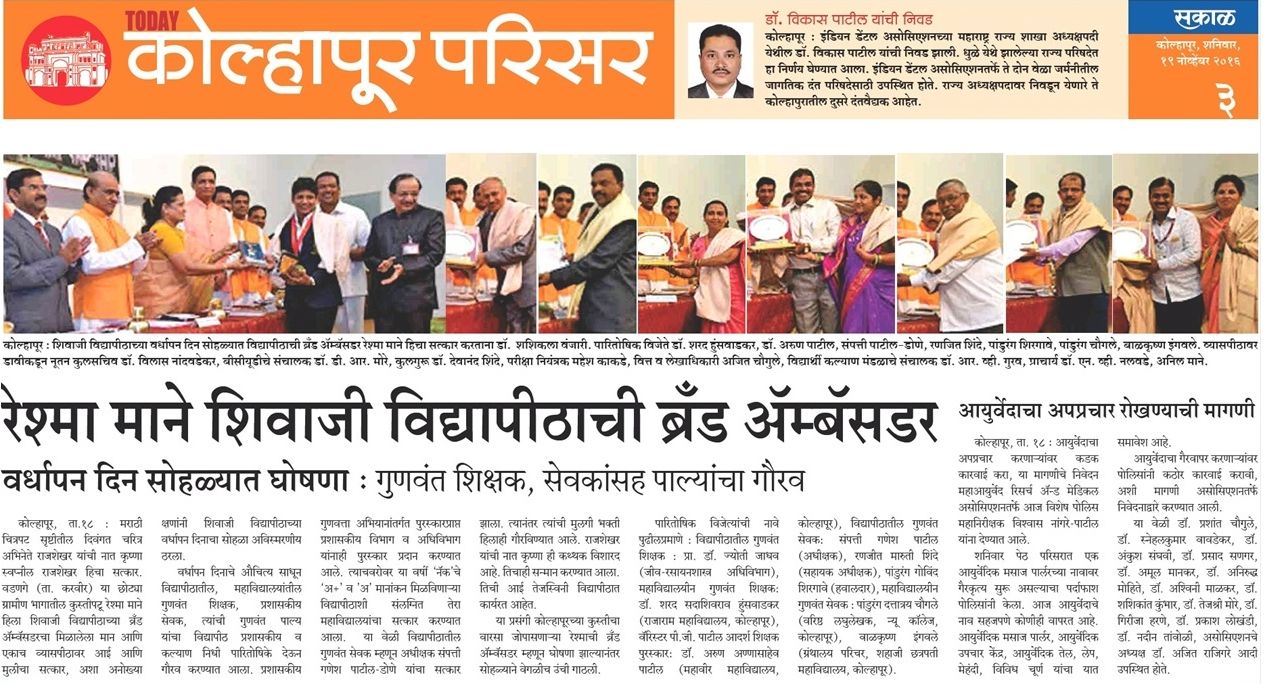 TODAY
कोल्हापूर परिसर
डॉ. विकास पाटील यांची निवड
कोल्हापूर : इंडियन डेंटल असोसिएशनच्या महाराष्ट्र राज्य शाखा अध्यक्षपदी
येथील डॉ. विकास पाटील यांची निवड झाली. धुळे येथे झालेल्या राज्य परिषदेत
हा निर्णय घेण्यात आला. इंडियन डेंटल असोसिएशनतर्फे ते दोन वेळा जर्मनीतील
जागतिक दंत परिषदेसाठी उपस्थित होते. राज्य अध्यक्षपदावर निवडून येणारे ते
कोल्हापुरातील दुसरे दंतवैद्यक आहेत.
सकाळ
कोल्हापूर, शनिवार,
१९ नोव्हेंबर २०१६
३
कोल्हापूर : शिवाजी विद्यापीठाच्या वर्धापन दिन सोहळ्यात विद्यापीठाची ब्रँड ॲम्बॅसडर रेश्मा माने हिचा सत्कार करताना डॉ. शशिकला वंजारी. पारितोषिक विजेते डॉ. शरद हुंसवाडकर, डॉ. अरुण पाटील, संपत्ती पाटील-डोणे, रणजित शिंदे, पांडुरंग शिरगावे, पांडुरंग चौगले, बाळकृष्ण इंगवले. व्यासपीठावर
डावीकडून नूतन कुलसचिव डॉ. विलास नांदवडेकर, बीसीयूडीचे संचालक डॉ. डी. आर. मोरे, कुलगुरू डॉ. देवानंद शिंदे, परीक्षा नियंत्रक महेश काकडे, वित्त व लेखाधिकारी अजित चौगुले, विद्यार्थी कल्याण मंडळाचे संचालक डॉ. आर. व्ही. गुरव, प्राचार्य डॉ. एन. व्ही. नलवडे, अनिल माने.
रेश्मा माने शिवाजी विद्यापीठाची ब्रँड ॲम्बॅसडर
वर्धापन दिन सोहळ्यात घोषणा : गुणवंत शिक्षक, सेवकांसह पाल्यांचा गौरव
कोल्हापूर, ता.१८ : मराठी
चित्रपट सृष्टीतील दिवंगत चरित्र
अभिनेते राजशेखर यांची नात कृष्णा
स्वप्नील राजशेखर हिचा सत्कार.
वडणगे (ता. करवीर) या छोट्या
ग्रामीण भागातील कुस्तीपटू रेश्मा माने
हिला शिवाजी विद्यापीठाच्या ब्रँड
ॲम्बॅसडरचा मिळालेला मान आणि
एकाच व्यासपीठावर आई आणि
मुलीचा सत्कार, अशा अनोख्या
क्षणांनी शिवाजी विद्यापीठाच्या
वर्धापन दिनाचा सोहळा अविस्मरणीय
ठरला.
वर्धापन दिनाचे औचित्य साधून
विद्यापीठातील, महाविद्यालयांतील
गुणवंत शिक्षक, प्रशासकीय
सेवक, त्यांची गुणवंत पाल्य
यांचा विद्यापीठ प्रशासकीय व
कल्याण निधी पारितोषिके देऊन
गौरव करण्यात आला. प्रशासकीय
गुणवत्ता अभियानांतर्गत पुरस्कारप्राप्त
प्रशासकीय विभाग व अधिविभाग
यांनाही पुरस्कार प्रदान करण्यात
आले. त्याचबरोबर या वर्षी 'नॅक'चे
'अ+' व 'अ' मानांकन मिळविणाऱ्या
विद्यापीठाशी संलग्नित तेरा
महाविद्यालयांचा सत्कार करण्यात
आला. या वेळी विद्यापीठातील
गुणवंत सेवक म्हणून अधीक्षक संपत्ती
गणेश पाटील-डोणे यांचा सत्कार
झाला. त्यानंतर त्यांची मुलगी भक्ती
हिलाही गौरविण्यात आले. राजशेखर
यांची नात कृष्णा ही कथ्थक विशारद
आहे. तिचाही सन्मान करण्यात आला.
तिची आई तेजस्विनी विद्यापीठात
कार्यरत आहेत.
या प्रसंगी कोल्हापूरच्या कुस्तीचा
वारसा जोपासणाऱ्या रेश्माची ब्रँड
ॲम्बॅसडर म्हणून घोषणा झाल्यानंतर
सोहळ्याने वेगळीच उंची गाठली.
पारितोषिक विजेत्यांची नावे
पुढीलप्रमाणे : विद्यापीठातील गुणवंत
शिक्षक : प्रा. डॉ. ज्योती जाधव
(जीव-रसायनशास्त्र अधिविभाग),
महाविद्यालयीन गुणवंत शिक्षक:
डॉ. शरद सदाशिवराव हुंसवाडकर
(राजाराम महाविद्यालय, कोल्हापूर),
बॅरिस्टर पी.जी. पाटील आदर्श शिक्षक
पुरस्कार: डॉ. अरुण अण्णासाहेब
पाटील (महावीर महाविद्यालय,
कोल्हापूर), विद्यापीठातील गुणवंत
सेवक: संपत्ती गणेश पाटील
(अधीक्षक), रणजीत मारुती शिंदे
(सहायक अधीक्षक), पांडुरंग गोविंद
शिरगावे (हवालदार), महाविद्यालयीन
गुणवंत सेवक : पांडुरंग दत्तात्रय चौगले
(वरिष्ठ लघुलेखक, न्यू कॉलेज,
कोल्हापूर), बाळकृष्ण इंगवले
(ग्रंथालय परिचर, शहाजी छत्रपती
महाविद्यालय, कोल्हापूर).
आयुर्वेदाचा अपप्रचार रोखण्याची मागणी
कोल्हापूर, ता. १८ : आयुर्वेदाचा
अपप्रचार करणाऱ्यांवर कडक
कारवाई करा, या मागणीचे निवेदन
महाआयुर्वेद रिसर्च अ‍ॅन्ड मेडिकल
असोसिएशनतर्फे आज विशेष पोलिस
महानिरीक्षक विश्वास नांगरे-पाटील
यांना देण्यात आले.
शनिवार पेठ परिसरात एक
आयुर्वेदिक मसाज पार्लरच्या नावावर
गैरकृत्य सुरू असल्याचा पर्दाफाश
पोलिसांनी केला. आज आयुर्वेदाचे
नाव सहजपणे कोणीही वापरत आहे.
आयुर्वेदिक मसाज पार्लर, आयुर्वेदिक
उपचार केंद्र, आयुर्वेदिक तेल, लेप,
मेहंदी, विविध चूर्ण यांचा यात
समावेश आहे.
आयुर्वेदाचा गैरवापर करणाऱ्यांवर
पोलिसांनी कठोर कारवाई करावी,
अशी मागणी असोसिएशनतर्फे
निवेदनाद्वारे करण्यात आली.
या वेळी डॉ. प्रशांत चौगुले,
डॉ. स्नेहलकुमार वावडेकर, डॉ.
अंकुश संघवी, डॉ. प्रसाद सणगर,
डॉ. अमूल मानकर, डॉ. अनिरुद्ध
मोहिते, डॉ. अश्विनी माळकर, डॉ.
शशिकांत कुंभार, डॉ. तेजश्री मोरे, डॉ.
गिरीजा हरणे, डॉ. प्रकाश लोखंडी,
डॉ. नदीन तांबोळी, असोसिएशनचे
अध्यक्ष डॉ. अजित राजिगरे आदी
उपस्थित होते.